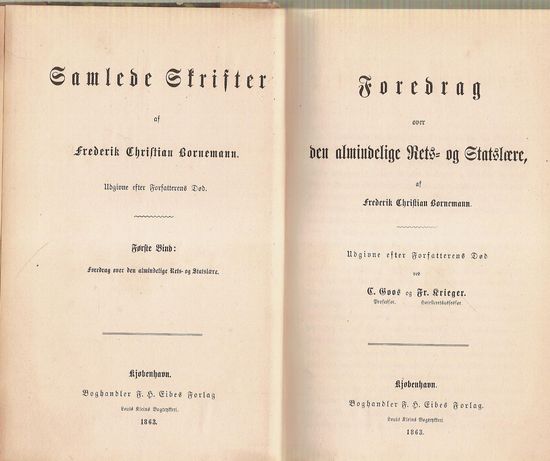 Samlede Skrifter
af
Frederik Christian Bornemann.
Udgivne efter Forfatterens Død.
Første Bind:
Foredrag over den almindelige Rets- og Statslære.
Kjøbenhavn.
Boghandler F. H. Eibes Forlag
Louis Kleins Bogtrykkeri.
1863.
Foredrag
over
den almindelige Rets- og Statslære,
af
Frederik Christian Bornemann.
Udgivne efter Forfatterens Død
ved
C. Goos og Fr. Krieger.
Professor. Høiesteretsassessor
Kjøbenhavn.
Boghandler F. H. Eibes Forlag.
Louis Kleins Bogtrykkeri.
1863.